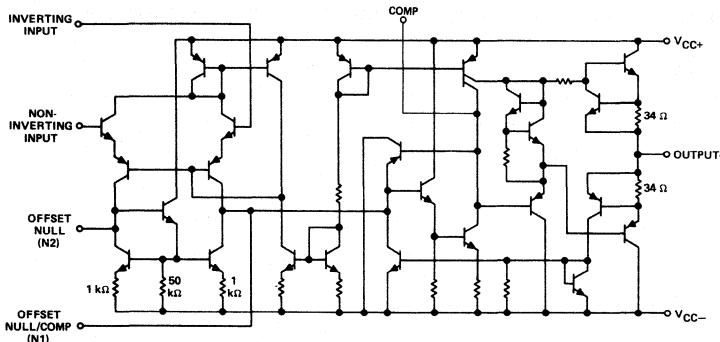 INVERTING
INPUT
COMP
VCC+
NON-
INVERTING
INPUT
34 Ω
OUTPUT
34 Ω
OFFSET
NULL
(N2)
1 kΩ
50
kΩ
1
kΩ
OFFSET
NULL/COMP
(N1)
VCC−